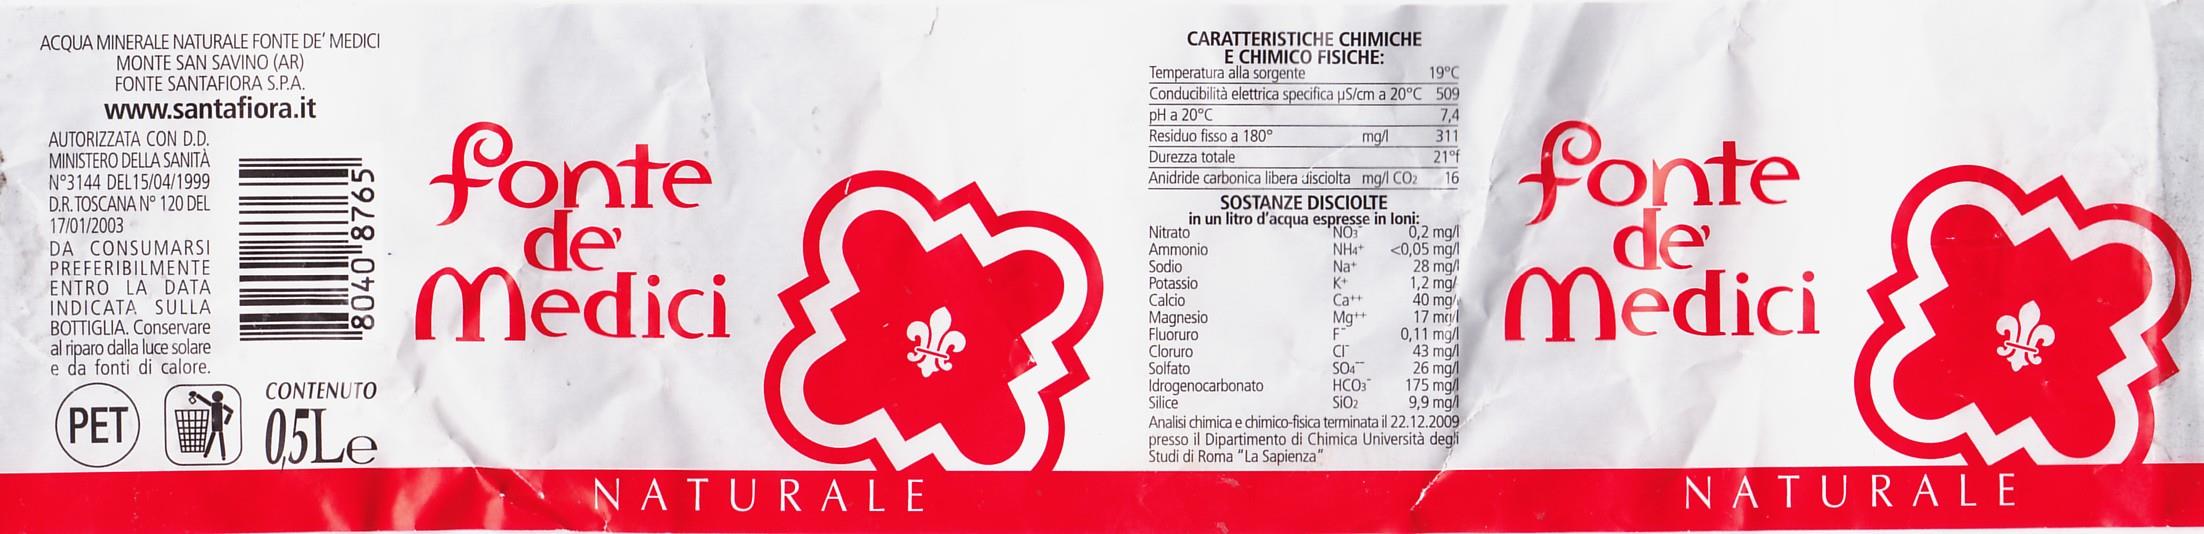 ACQUA MINERALE NATURALE FONTE DE' MEDICI
MONTE SAN SAVINO (AR)
FONTE SANTAFIORA S.P.A.
www.santafiora.it
AUTORIZZATA CON D.D.
MINISTERO DELLA SANITÀ
N°3144 DEL15/04/1999
D.R. TOSCANA N° 120 DEL
17/01/2003
DA CONSUMARSI
PREFERIBILMENTE
ENTRO LA DATA
INDICATA SULLA
BOTTIGLIA. Conservare
al riparo dalla luce solare
e da fonti di calore.
80408765
PET
CONTENUTO
0,5L e
fonte
de'
Medici
NATURALE
CARATTERISTICHE CHIMICHE
E CHIMICO FISICHE:
Temperatura alla sorgente 19°C
Conducibilità elettrica specifica µS/cm a 20°C 509
pH a 20°C 7,4
Residuo fisso a 180° mg/l 311
Durezza totale 21°f
Anidride carbonica libera disciolta mg/l CO2 16
SOSTANZE DISCIOLTE
in un litro d'acqua espresse in Ioni:
Nitrato NO3⁻ 0,2 mg/l
Ammonio NH4⁺ <0,05 mg/l
Sodio Na⁺ 28 mg/l
Potassio K⁺ 1,2 mg/l
Calcio Ca⁺⁺ 40 mg/l
Magnesio Mg⁺⁺ 17 mg/l
Fluoruro F⁻ 0,11 mg/l
Cloruro Cl⁻ 43 mg/l
Solfato SO4⁻⁻ 26 mg/l
Idrogenocarbonato HCO3⁻ 175 mg/l
Silice SiO2 9,9 mg/l
Analisi chimica e chimico-fisica terminata il 22.12.2009
presso il Dipartimento di Chimica Università degli
Studi di Roma "La Sapienza"
fonte
de'
Medici
NATURALE